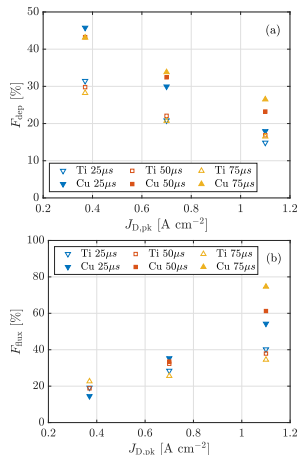 50
(a)
40
F_dep [%]
30
20
10
Ti 25μs Ti 50μs Ti 75μs
Cu 25μs Cu 50μs Cu 75μs
0
0.2 0.4 0.6 0.8 1 1.2
J_D,pk [A cm⁻²]
100
Ti 25μs Ti 50μs Ti 75μs
Cu 25μs Cu 50μs Cu 75μs
(b)
80
60
F_flux [%]
40
20
0
0.2 0.4 0.6 0.8 1 1.2
J_D,pk [A cm⁻²]